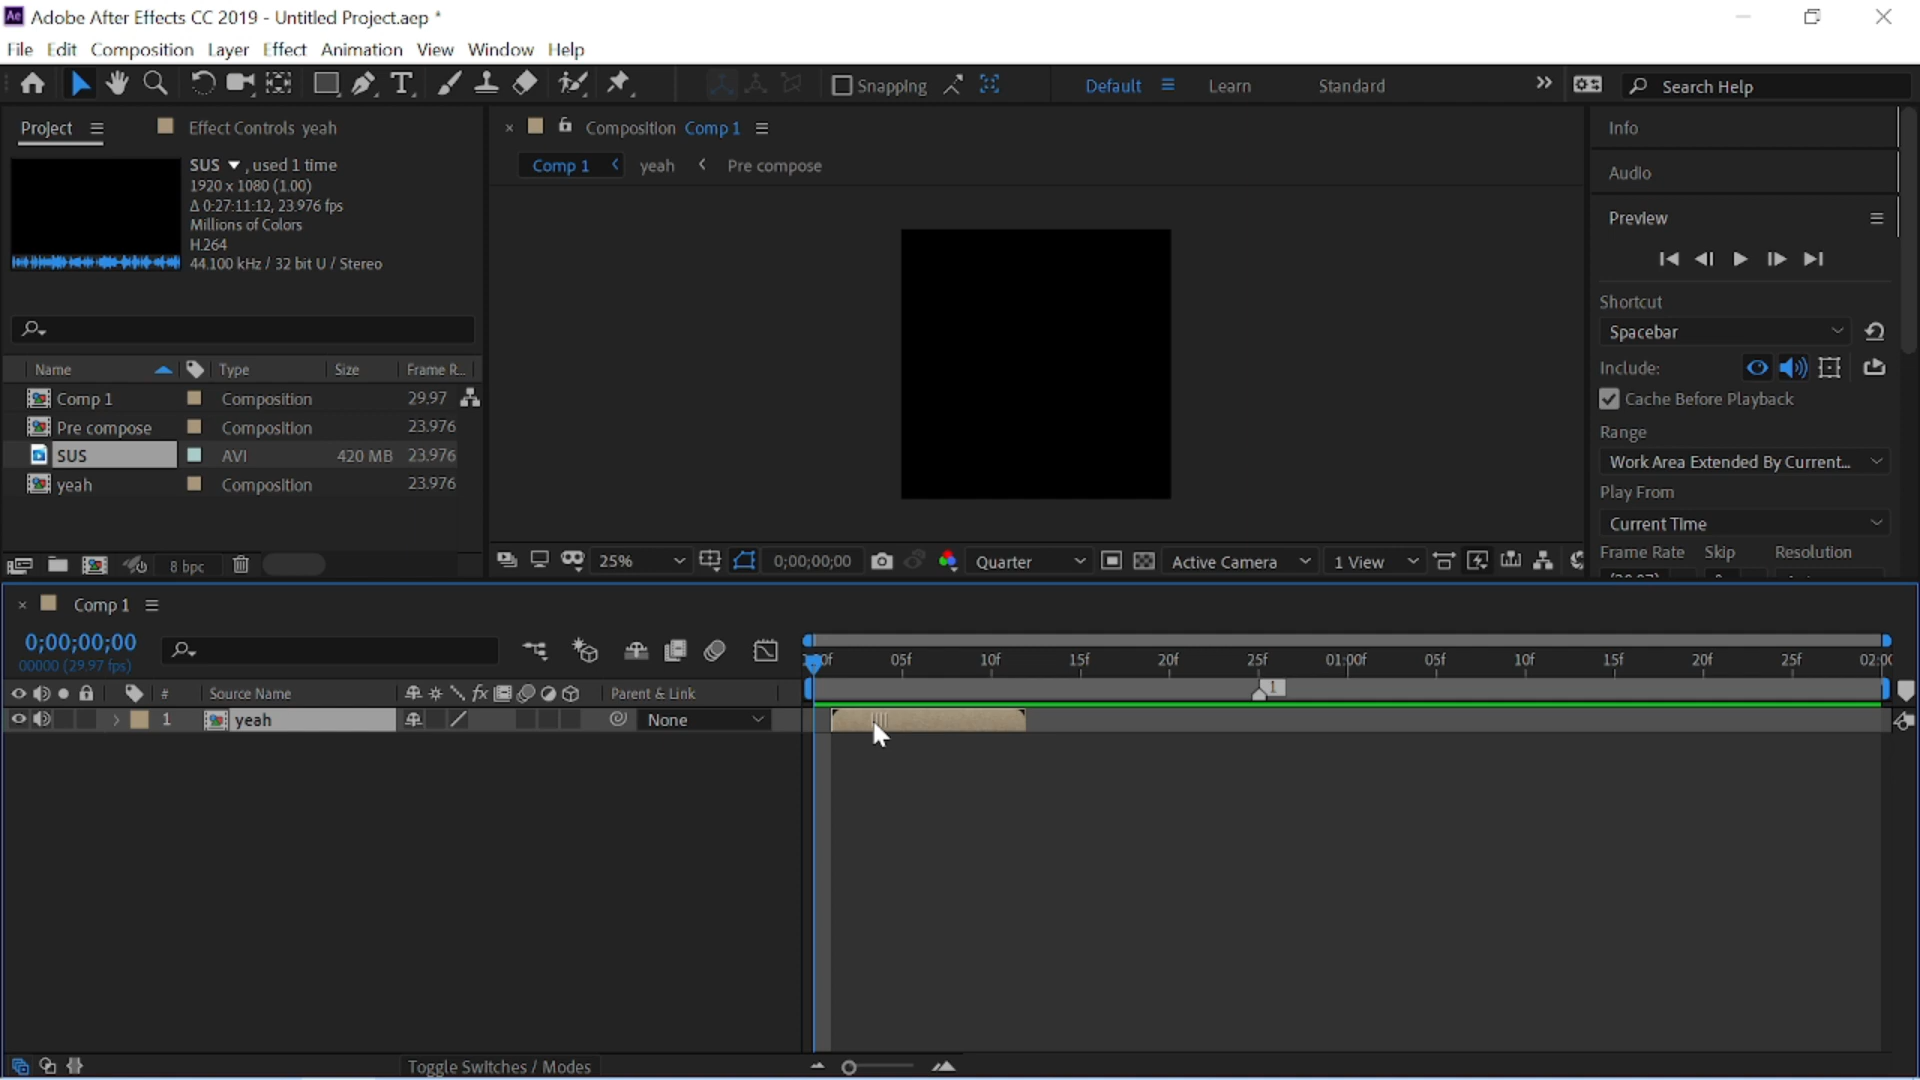 Ae Adobe After Effects CC 2019 - Untitled Project.aep *
File Edit Composition Layer Effect Animation View Window Help
Snapping Default Learn Standard Search Help
Project Effect Controls yeah
SUS , used 1 time
1920 x 1080 (1.00)
Δ 0:27:11:12, 23.976 fps
Millions of Colors
H.264
44.100 kHz / 32 bit U / Stereo
Name Type Size Frame R...
Comp 1 Composition 29.97
Pre compose Composition 23.976
SUS AVI 420 MB 23.976
yeah Composition 23.976
8 bpc
Composition Comp 1
Comp 1 yeah Pre compose
25% 0;00;00;00 Quarter Active Camera 1 View
Info
Audio
Preview
Shortcut
Spacebar
Include:
Cache Before Playback
Range
Work Area Extended By Current...
Play From
Current Time
Frame Rate Skip Resolution
Comp 1
0;00;00;00
00000 (29.97 fps)
05f 10f 15f 20f 25f 01:00f 05f 10f 15f 20f 25f 02:00
# Source Name fx Parent & Link
1
1 yeah None
Toggle Switches / Modes